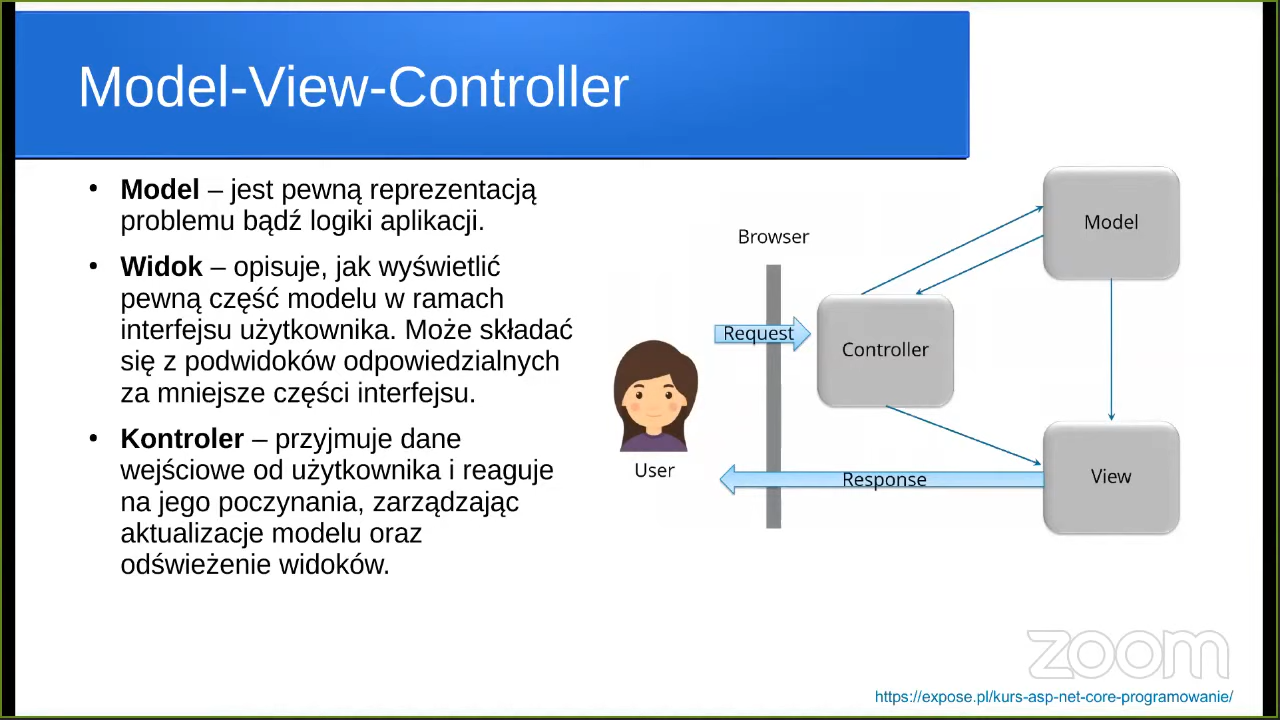 Model-View-Controller
• Model – jest pewną reprezentacją
problemu bądź logiki aplikacji.
• Widok – opisuje, jak wyświetlić
pewną część modelu w ramach
interfejsu użytkownika. Może składać
się z podwidoków odpowiedzialnych
za mniejsze części interfejsu.
• Kontroler – przyjmuje dane
wejściowe od użytkownika i reaguje
na jego poczynania, zarządzając
aktualizacje modelu oraz
odświeżenie widoków.
Browser
Model
Request
Controller
User
Response
View
zoom
https://expose.pl/kurs-asp-net-core-programowanie/